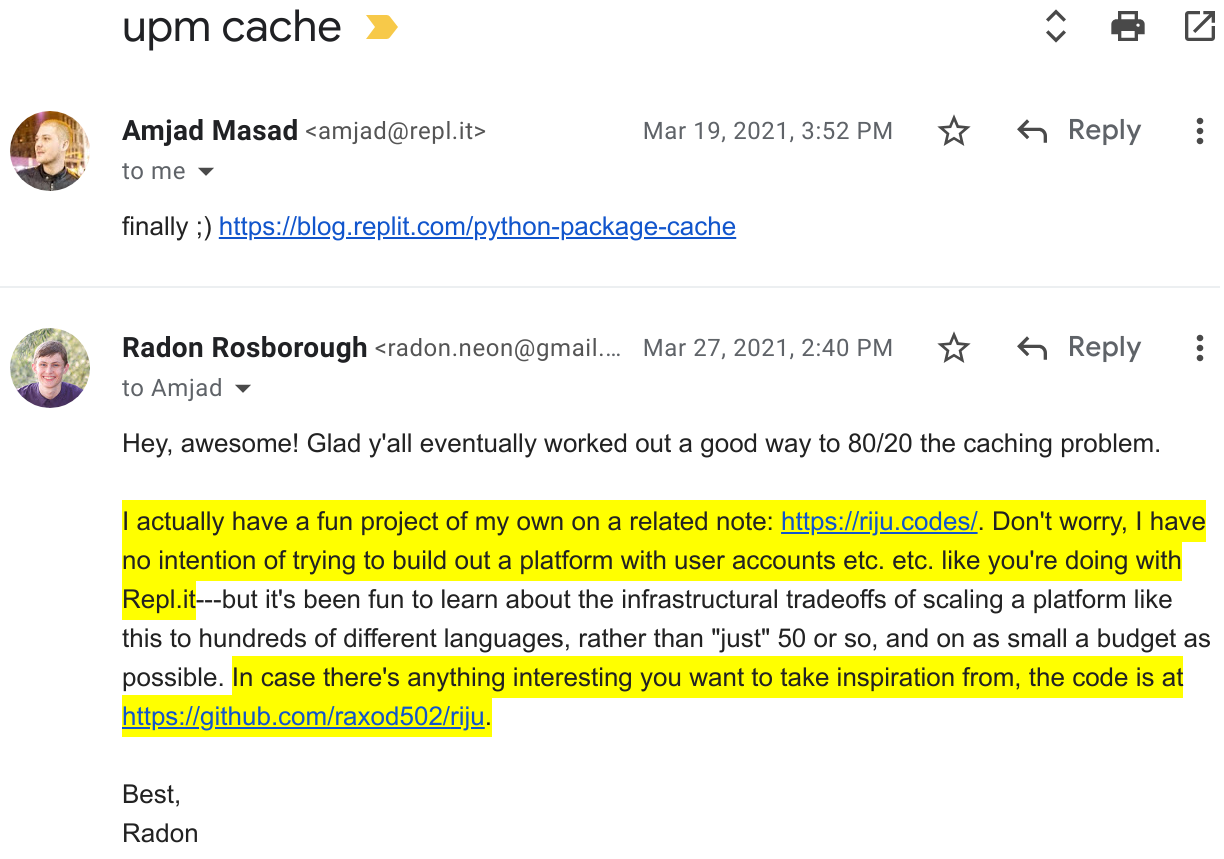 upm cache
Amjad Masad <amjad@repl.it> Mar 19, 2021, 3:52 PM Reply
to me
finally ;) https://blog.replit.com/python-package-cache
Radon Rosborough <radon.neon@gmail.... Mar 27, 2021, 2:40 PM Reply
to Amjad
Hey, awesome! Glad y'all eventually worked out a good way to 80/20 the caching problem.
I actually have a fun project of my own on a related note: https://riju.codes/. Don't worry, I have
no intention of trying to build out a platform with user accounts etc. etc. like you're doing with
Repl.it---but it's been fun to learn about the infrastructural tradeoffs of scaling a platform like
this to hundreds of different languages, rather than "just" 50 or so, and on as small a budget as
possible. In case there's anything interesting you want to take inspiration from, the code is at
https://github.com/raxod502/riju.
Best,
Radon